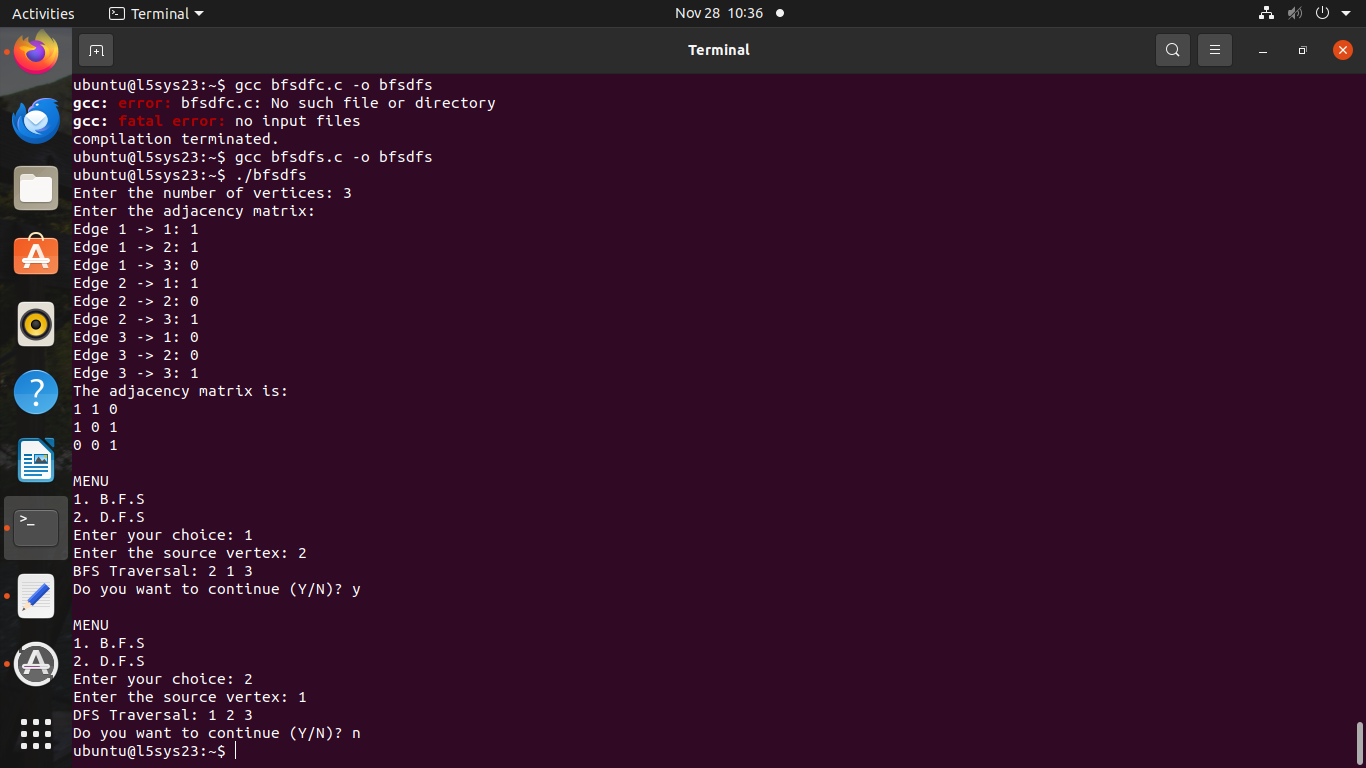 Activities Terminal Nov 28 10:36
Terminal
ubuntu@l5sys23:~$ gcc bfsdfc.c -o bfsdfs
gcc: error: bfsdfc.c: No such file or directory
gcc: fatal error: no input files
compilation terminated.
ubuntu@l5sys23:~$ gcc bfsdfs.c -o bfsdfs
ubuntu@l5sys23:~$ ./bfsdfs
Enter the number of vertices: 3
Enter the adjacency matrix:
Edge 1 -> 1: 1
Edge 1 -> 2: 1
Edge 1 -> 3: 0
Edge 2 -> 1: 1
Edge 2 -> 2: 0
Edge 2 -> 3: 1
Edge 3 -> 1: 0
Edge 3 -> 2: 0
Edge 3 -> 3: 1
The adjacency matrix is:
1 1 0
1 0 1
0 0 1
MENU
1. B.F.S
2. D.F.S
Enter your choice: 1
Enter the source vertex: 2
BFS Traversal: 2 1 3
Do you want to continue (Y/N)? y
MENU
1. B.F.S
2. D.F.S
Enter your choice: 2
Enter the source vertex: 1
DFS Traversal: 1 2 3
Do you want to continue (Y/N)? n
ubuntu@l5sys23:~$